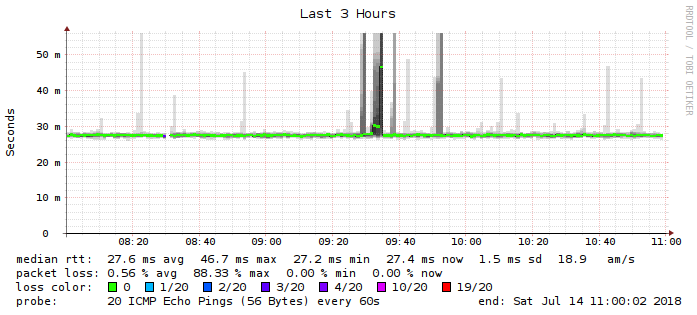 Last 3 Hours
RRDTOOL / TOBI OETIKER
Seconds
50 m
40 m
30 m
20 m
10 m
0
08:20 08:40 09:00 09:20 09:40 10:00 10:20 10:40 11:00
median rtt: 27.6 ms avg 46.7 ms max 27.2 ms min 27.4 ms now 1.5 ms sd 18.9 am/s
packet loss: 0.56 % avg 88.33 % max 0.00 % min 0.00 % now
loss color: 0 1/20 2/20 3/20 4/20 10/20 19/20
probe: 20 ICMP Echo Pings (56 Bytes) every 60s end: Sat Jul 14 11:00:02 2018